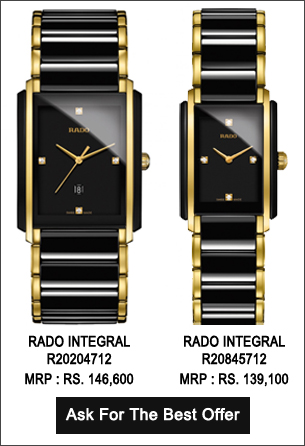 RADO
RADO
18
RADO INTEGRAL
R20204712
MRP : RS. 146,600
RADO INTEGRAL
R20845712
MRP : RS. 139,100
Ask For The Best Offer